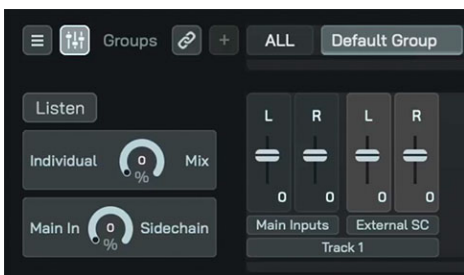 Groups + ALL Default Group
Listen
L R L R
Individual 0 % Mix
0 0 0 0
Main In 0 % Sidechain
Main Inputs External SC
Track 1